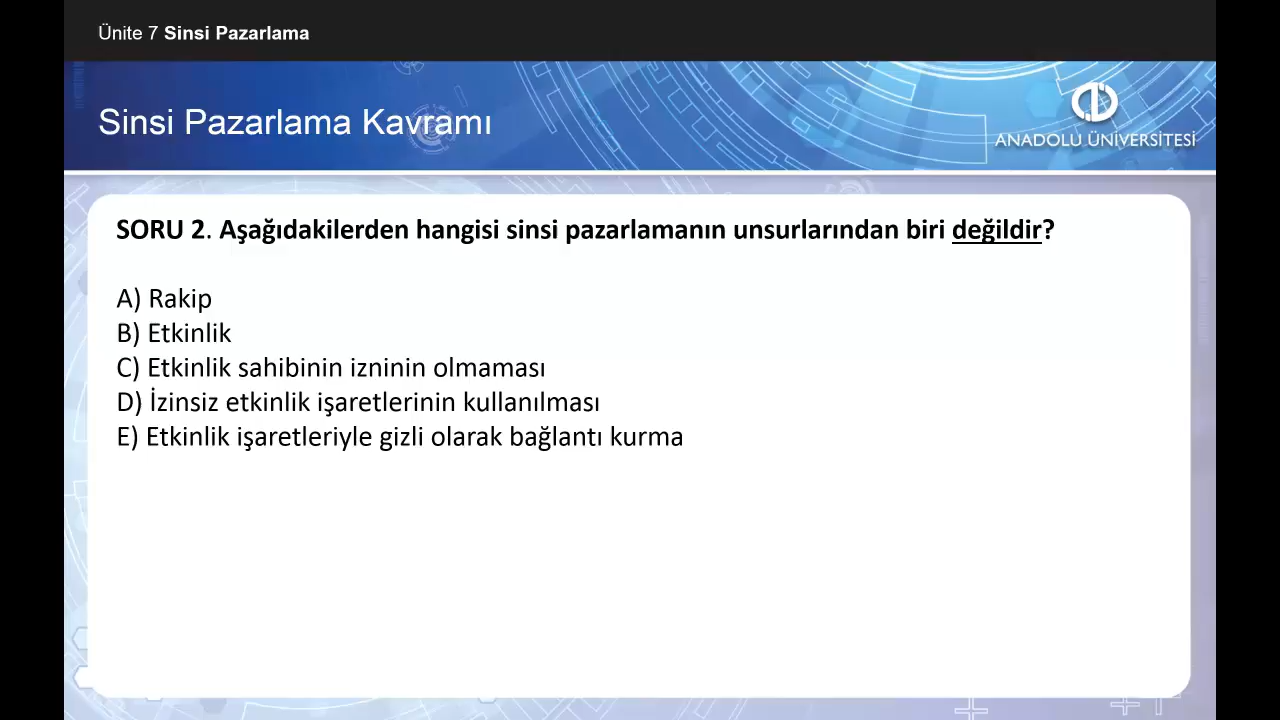 Ünite 7 Sinsi Pazarlama
Sinsi Pazarlama Kavramı
ANADOLU ÜNİVERSİTESİ
SORU 2. Aşağıdakilerden hangisi sinsi pazarlamanın unsurlarından biri değildir?
A) Rakip
B) Etkinlik
C) Etkinlik sahibinin izninin olmaması
D) İzinsiz etkinlik işaretlerinin kullanılması
E) Etkinlik işaretleriyle gizli olarak bağlantı kurma